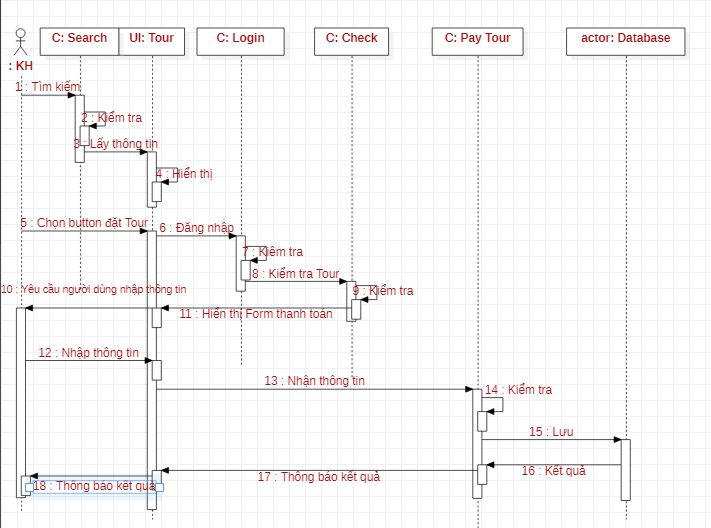 C: Search
UI: Tour
C: Login
C: Check
C: Pay Tour
actor: Database
: KH
1 : Tìm kiếm
2 : Kiểm tra
3 : Lấy thông tin
4 : Hiển thị
5 : Chọn button đặt Tour
6 : Đăng nhập
7 : Kiểm tra
8 : Kiểm tra Tour
9 : Kiểm tra
10 : Yêu cầu người dùng nhập thông tin
11 : Hiển thị Form thanh toán
12 : Nhập thông tin
13 : Nhận thông tin
14 : Kiểm tra
15 : Lưu
16 : Kết quả
17 : Thông báo kết quả
18 : Thông báo kết quả